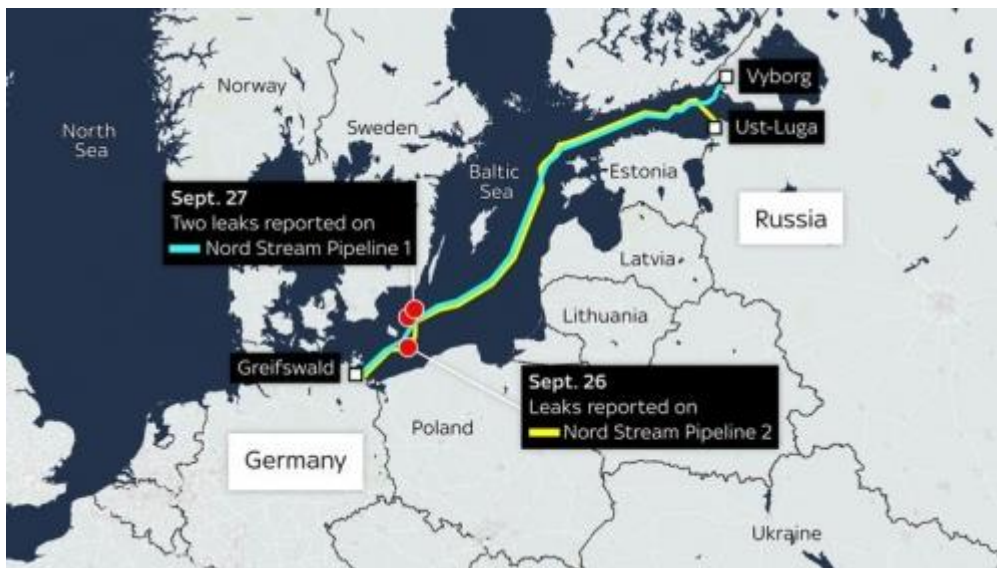 Vyborg
Norway
North
Sea
Sweden
Ust-Luga
Baltic
Sea
Estonia
Sept. 27
Two leaks reported on
Nord Stream Pipeline 1
Russia
Latvia
Lithuania
Greifswald
Sept. 26
Leaks reported on
Nord Stream Pipeline 2
Poland
Germany
Ukraine